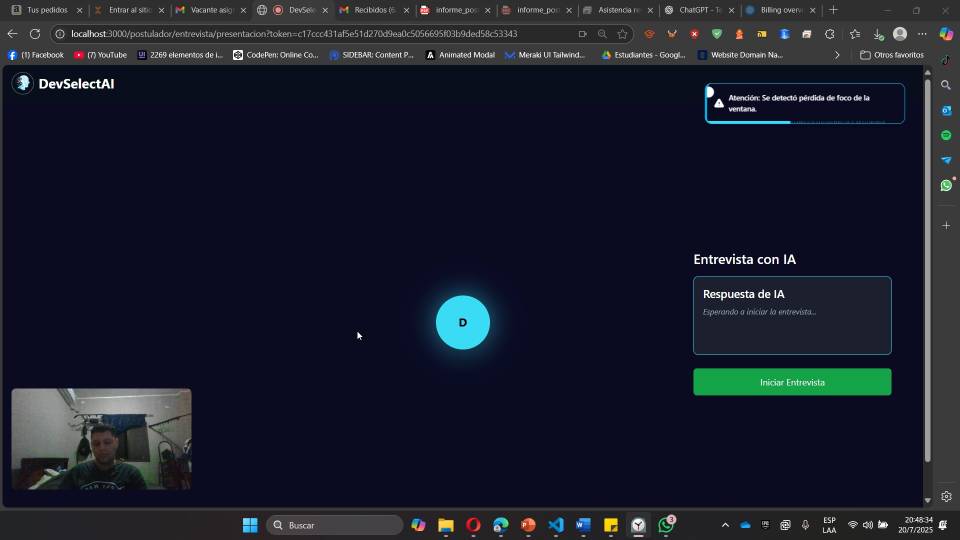 Tus pedidos
Entrar al sitio
Vacante asig
DevSele
Recibidos (6
informe_pos
informe_pos
Asistencia re
ChatGPT - Te
Billing overv
localhost:3000/postulador/entrevista/presentacion?token=c17ccc431af5e51d270d9ea0c5056695f03b9ded58c53343
(1) Facebook
(7) YouTube
2269 elementos de i...
CodePen: Online Co...
SIDEBAR: Content P...
Animated Modal
Meraki UI Tailwind...
Estudiantes - Googl...
Website Domain Na...
Otros favoritos
DevSelectAI
Atención: Se detectó pérdida de foco de la
ventana.
Entrevista con IA
Respuesta de IA
Esperando a iniciar la entrevista...
D
Iniciar Entrevista
Buscar
3
ESP
LAA
20:48:34
20/7/2025